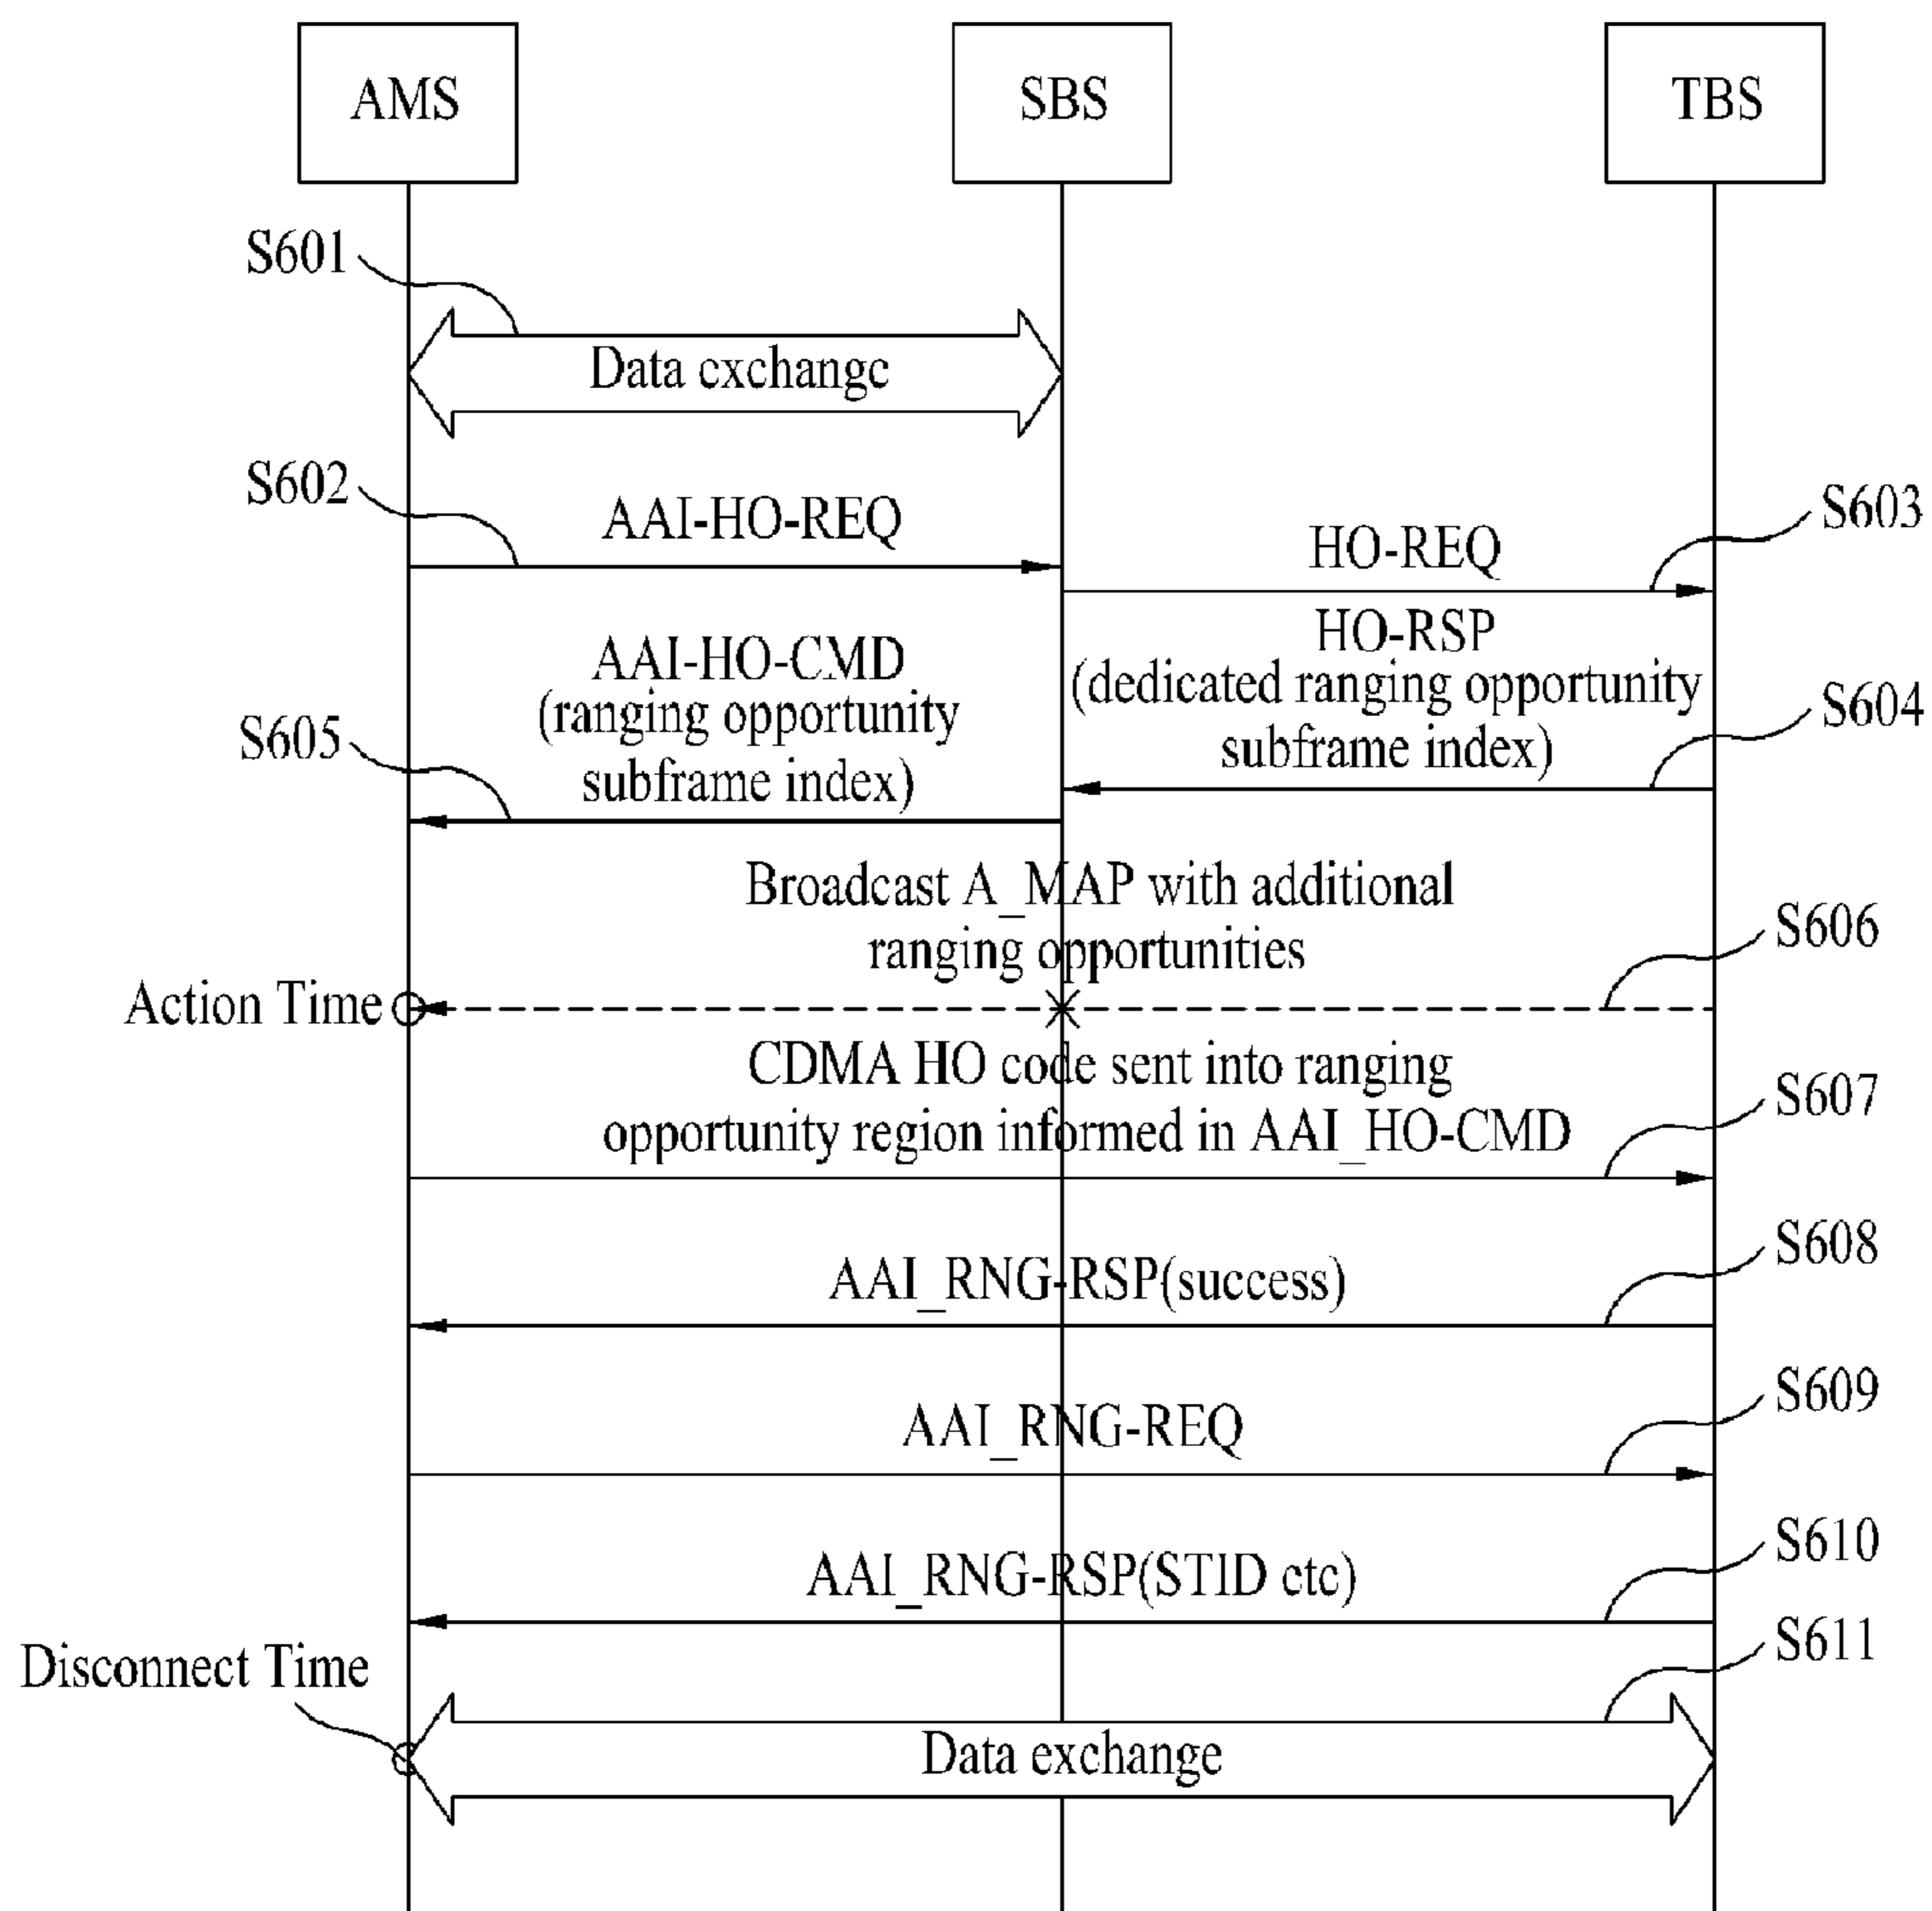 AMS
SBS
TBS
S601
Data exchange
S602
AAI-HO-REQ
S603
HO-REQ
HO-RSP
(dedicated ranging opportunity
subframe index)
S604
AAI-HO-CMD
(ranging opportunity
subframe index)
S605
Broadcast A_MAP with additional
ranging opportunities
S606
Action Time
CDMA HO code sent into ranging
opportunity region informed in AAI_HO-CMD
S607
AAI_RNG-RSP(success)
S608
AAI_RNG-REQ
S609
AAI_RNG-RSP(STID etc)
S610
S611
Disconnect Time
Data exchange